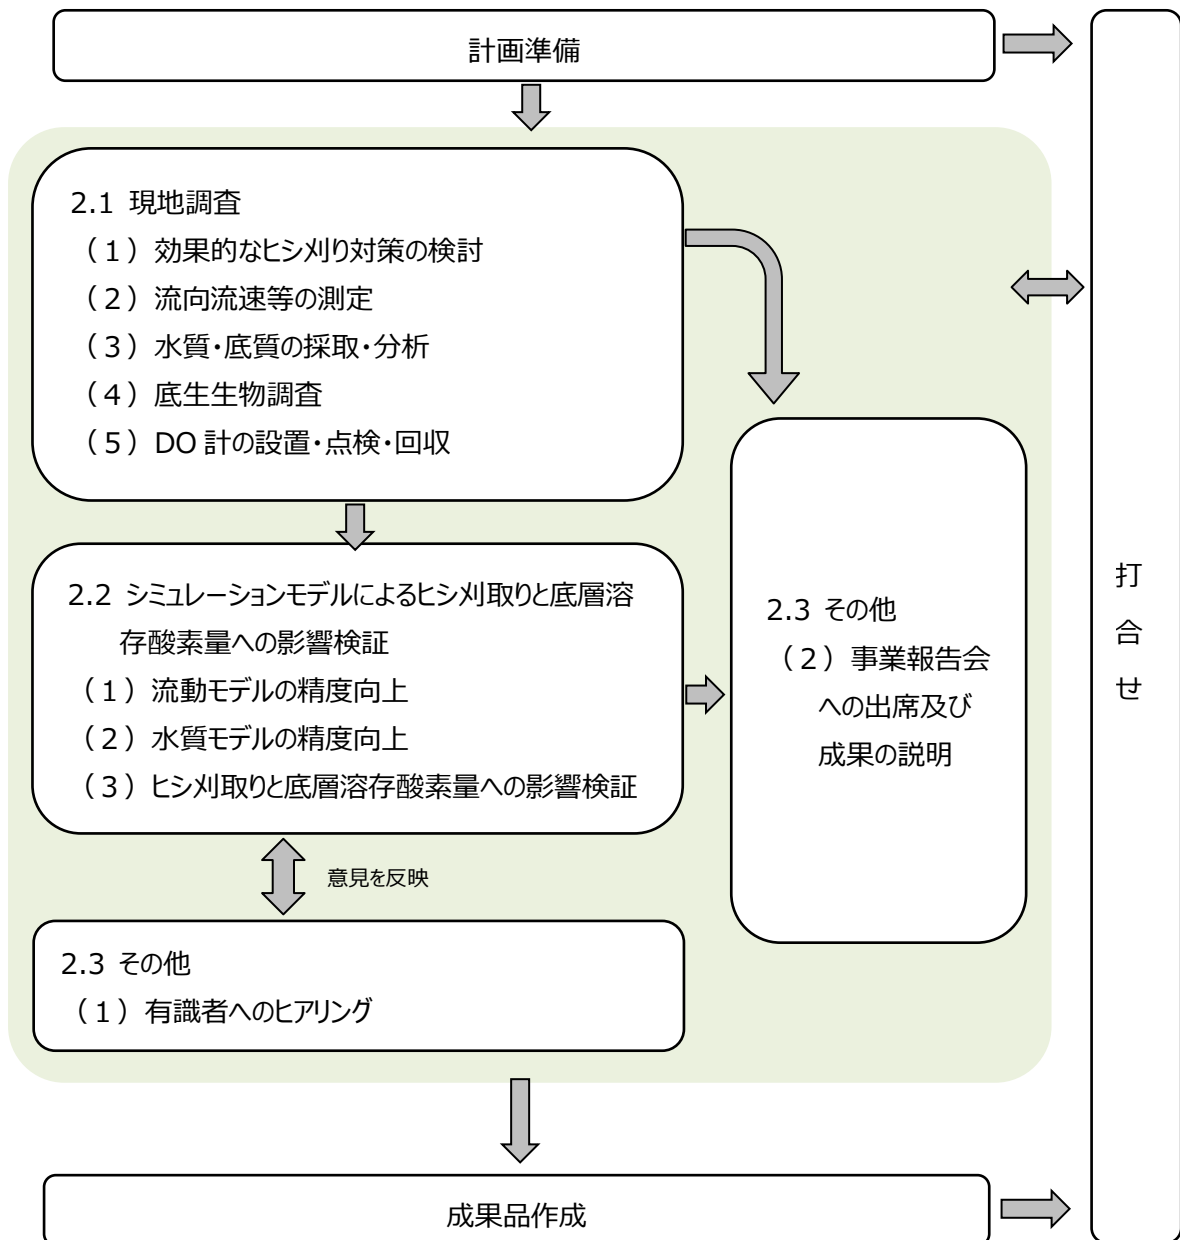 計画準備
2.1 現地調査
（１）効果的なヒシ刈り対策の検討
（２）流向流速等の測定
（３）水質・底質の採取・分析
（４）底生生物調査
（５）DO 計の設置・点検・回収
2.2 シミュレーションモデルによるヒシ刈取りと底層溶
存酸素量への影響検証
（１）流動モデルの精度向上
（２）水質モデルの精度向上
（３）ヒシ刈取りと底層溶存酸素量への影響検証
意見を反映
2.3 その他
（１）有識者へのヒアリング
2.3 その他
（２）事業報告会
への出席及び
成果の説明
打
合
せ
成果品作成